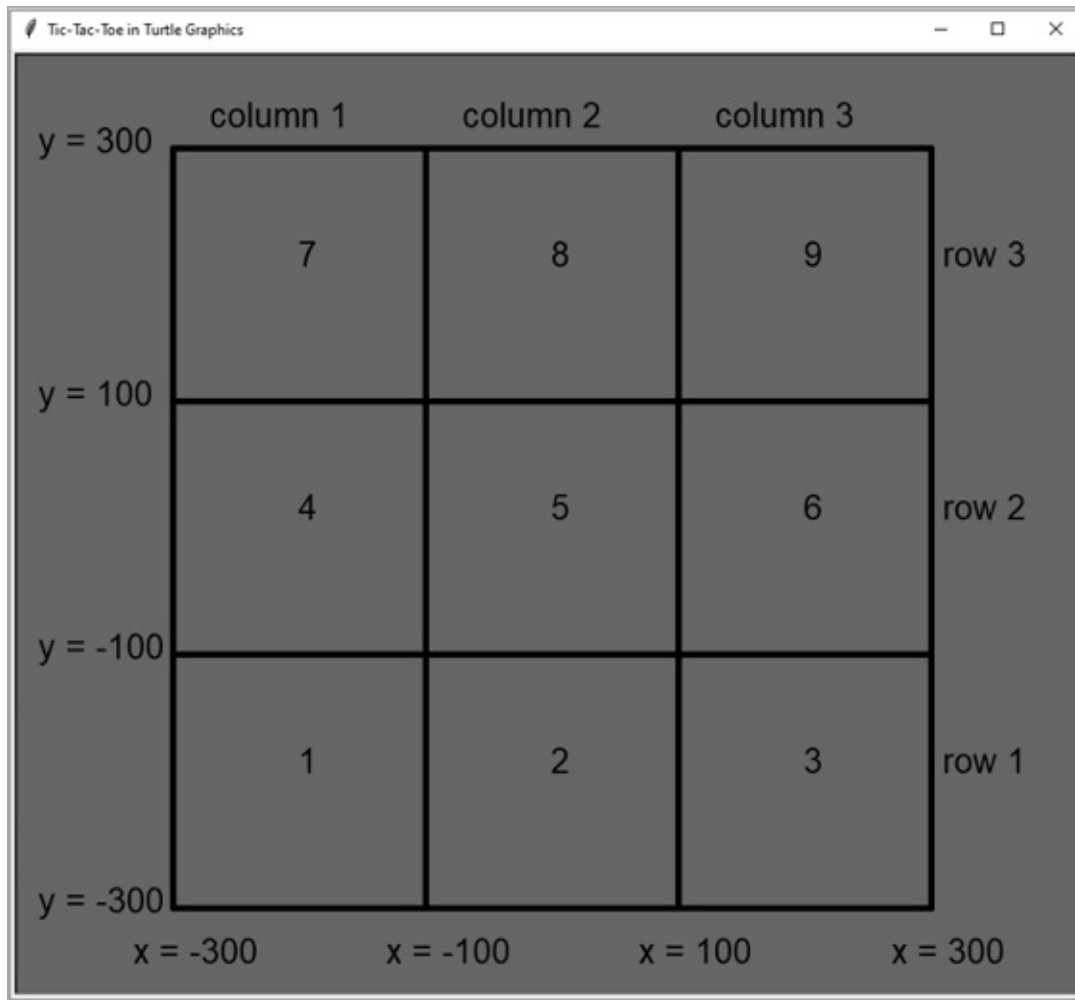 Tic-Tac-Toe in Turtle Graphics
column 1 column 2 column 3
y = 300
7 8 9 row 3
y = 100
4 5 6 row 2
y = -100
1 2 3 row 1
y = -300
x = -300 x = -100 x = 100 x = 300